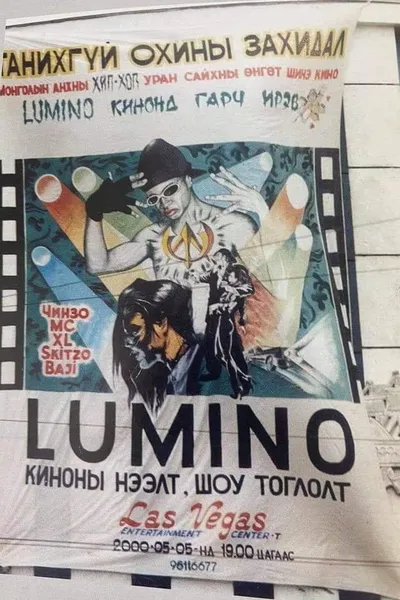 ТАНИХГҮЙ ОХИНЫ ЗАХИДАЛ
МОНГОЛЫН АНХНЫ ХИП-ХОП УРАН САЙХНЫ ӨНГӨТ ШИНЭ КИНО
LUMINO КИНОНД ГАРЧ ИРЭВ
Чинзо
MC
XL
Skitzo
Baji
LUMINO
КИНОНЫ НЭЭЛТ, ШОУ ТОГЛОЛТ
Las Vegas
ENTERTAINMENT CENTER-T
2000-05-05-НД 19.00 ЦАГААС
98116677